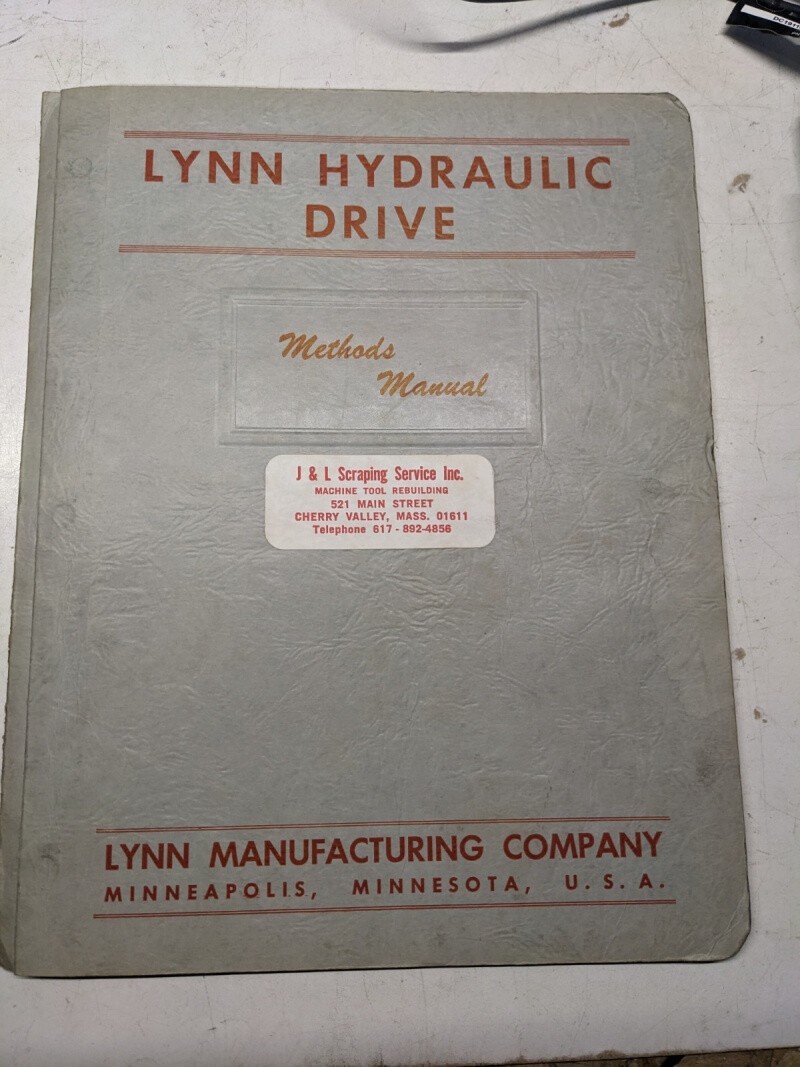 LYNN HYDRAULIC
DRIVE
Methods
Manual
J & L Scraping Service Inc.
MACHINE TOOL REBUILDING
521 MAIN STREET
CHERRY VALLEY, MASS. 01611
Telephone 617 - 892-4856
LYNN MANUFACTURING COMPANY
MINNEAPOLIS, MINNESOTA, U. S. A.